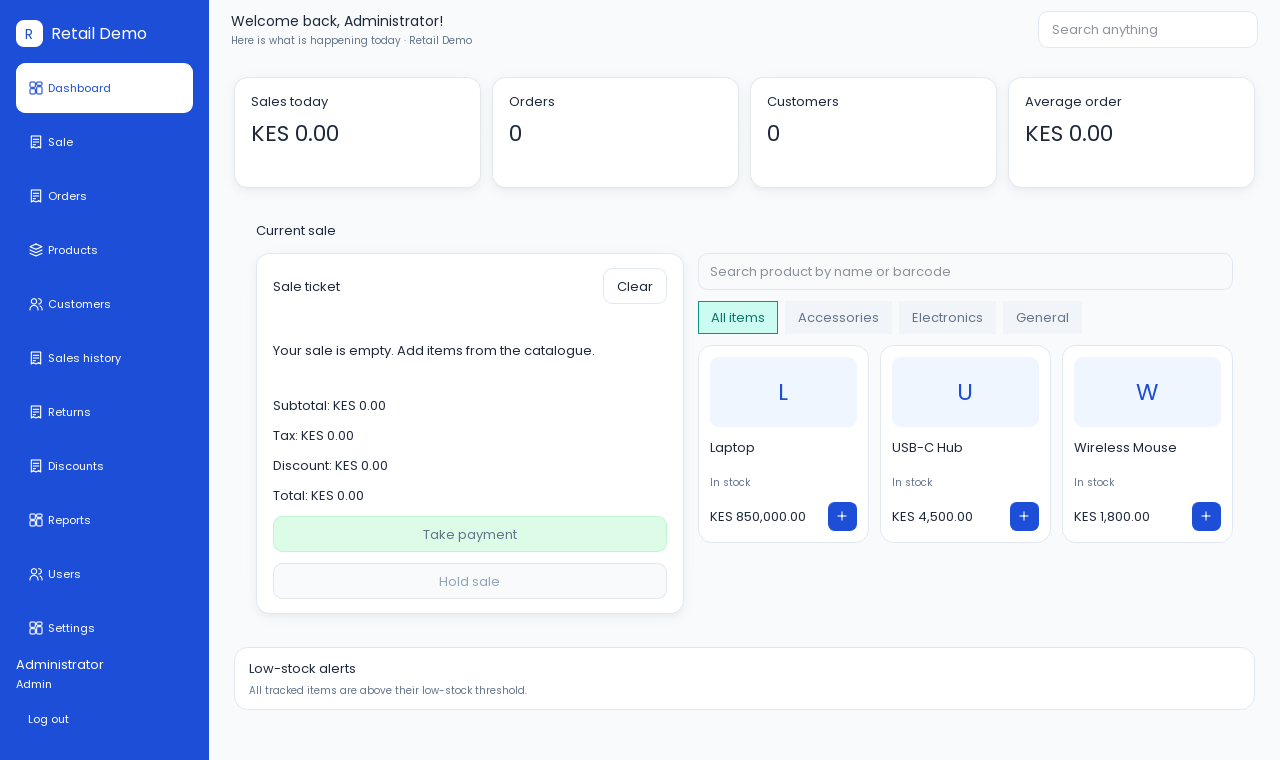 R Retail Demo
Dashboard
Sale
Orders
Products
Customers
Sales history
Returns
Discounts
Reports
Users
Settings
Administrator
Admin
Log out
Welcome back, Administrator!
Here is what is happening today · Retail Demo
Search anything
Sales today
KES 0.00
Orders
0
Customers
0
Average order
KES 0.00
Current sale
Sale ticket
Clear
Your sale is empty. Add items from the catalogue.
Subtotal: KES 0.00
Tax: KES 0.00
Discount: KES 0.00
Total: KES 0.00
Take payment
Hold sale
Search product by name or barcode
All items
Accessories
Electronics
General
L
Laptop
In stock
KES 850,000.00
+
U
USB-C Hub
In stock
KES 4,500.00
+
W
Wireless Mouse
In stock
KES 1,800.00
+
Low-stock alerts
All tracked items are above their low-stock threshold.